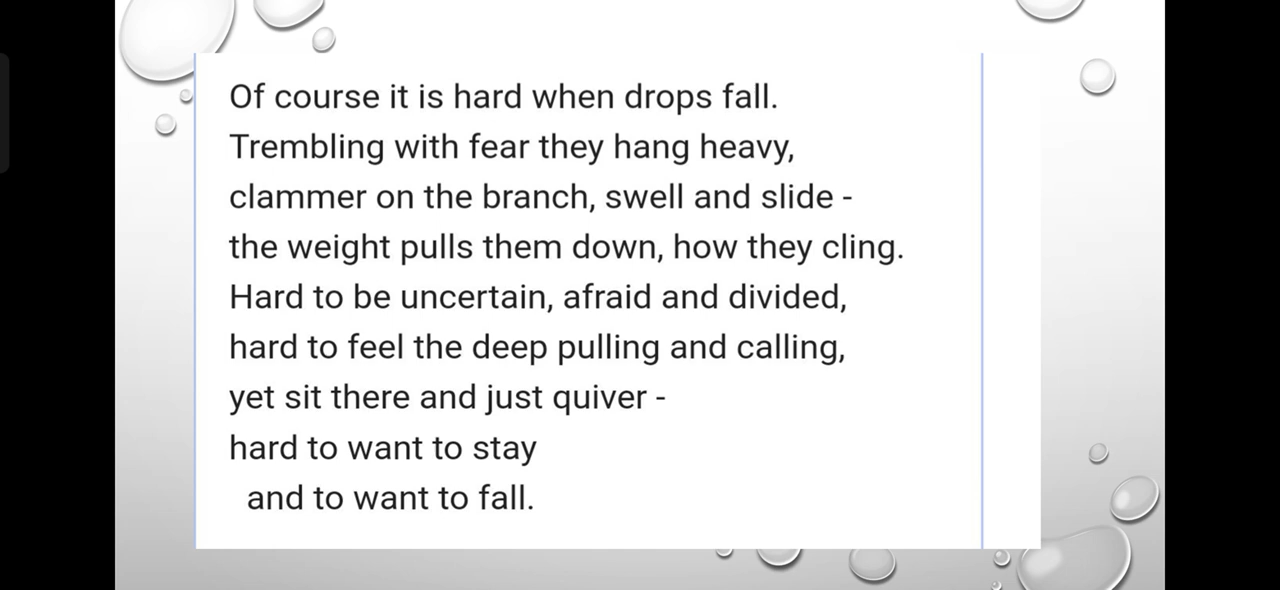 Of course it is hard when drops fall.
Trembling with fear they hang heavy,
clammer on the branch, swell and slide -
the weight pulls them down, how they cling.
Hard to be uncertain, afraid and divided,
hard to feel the deep pulling and calling,
yet sit there and just quiver -
hard to want to stay
and to want to fall.